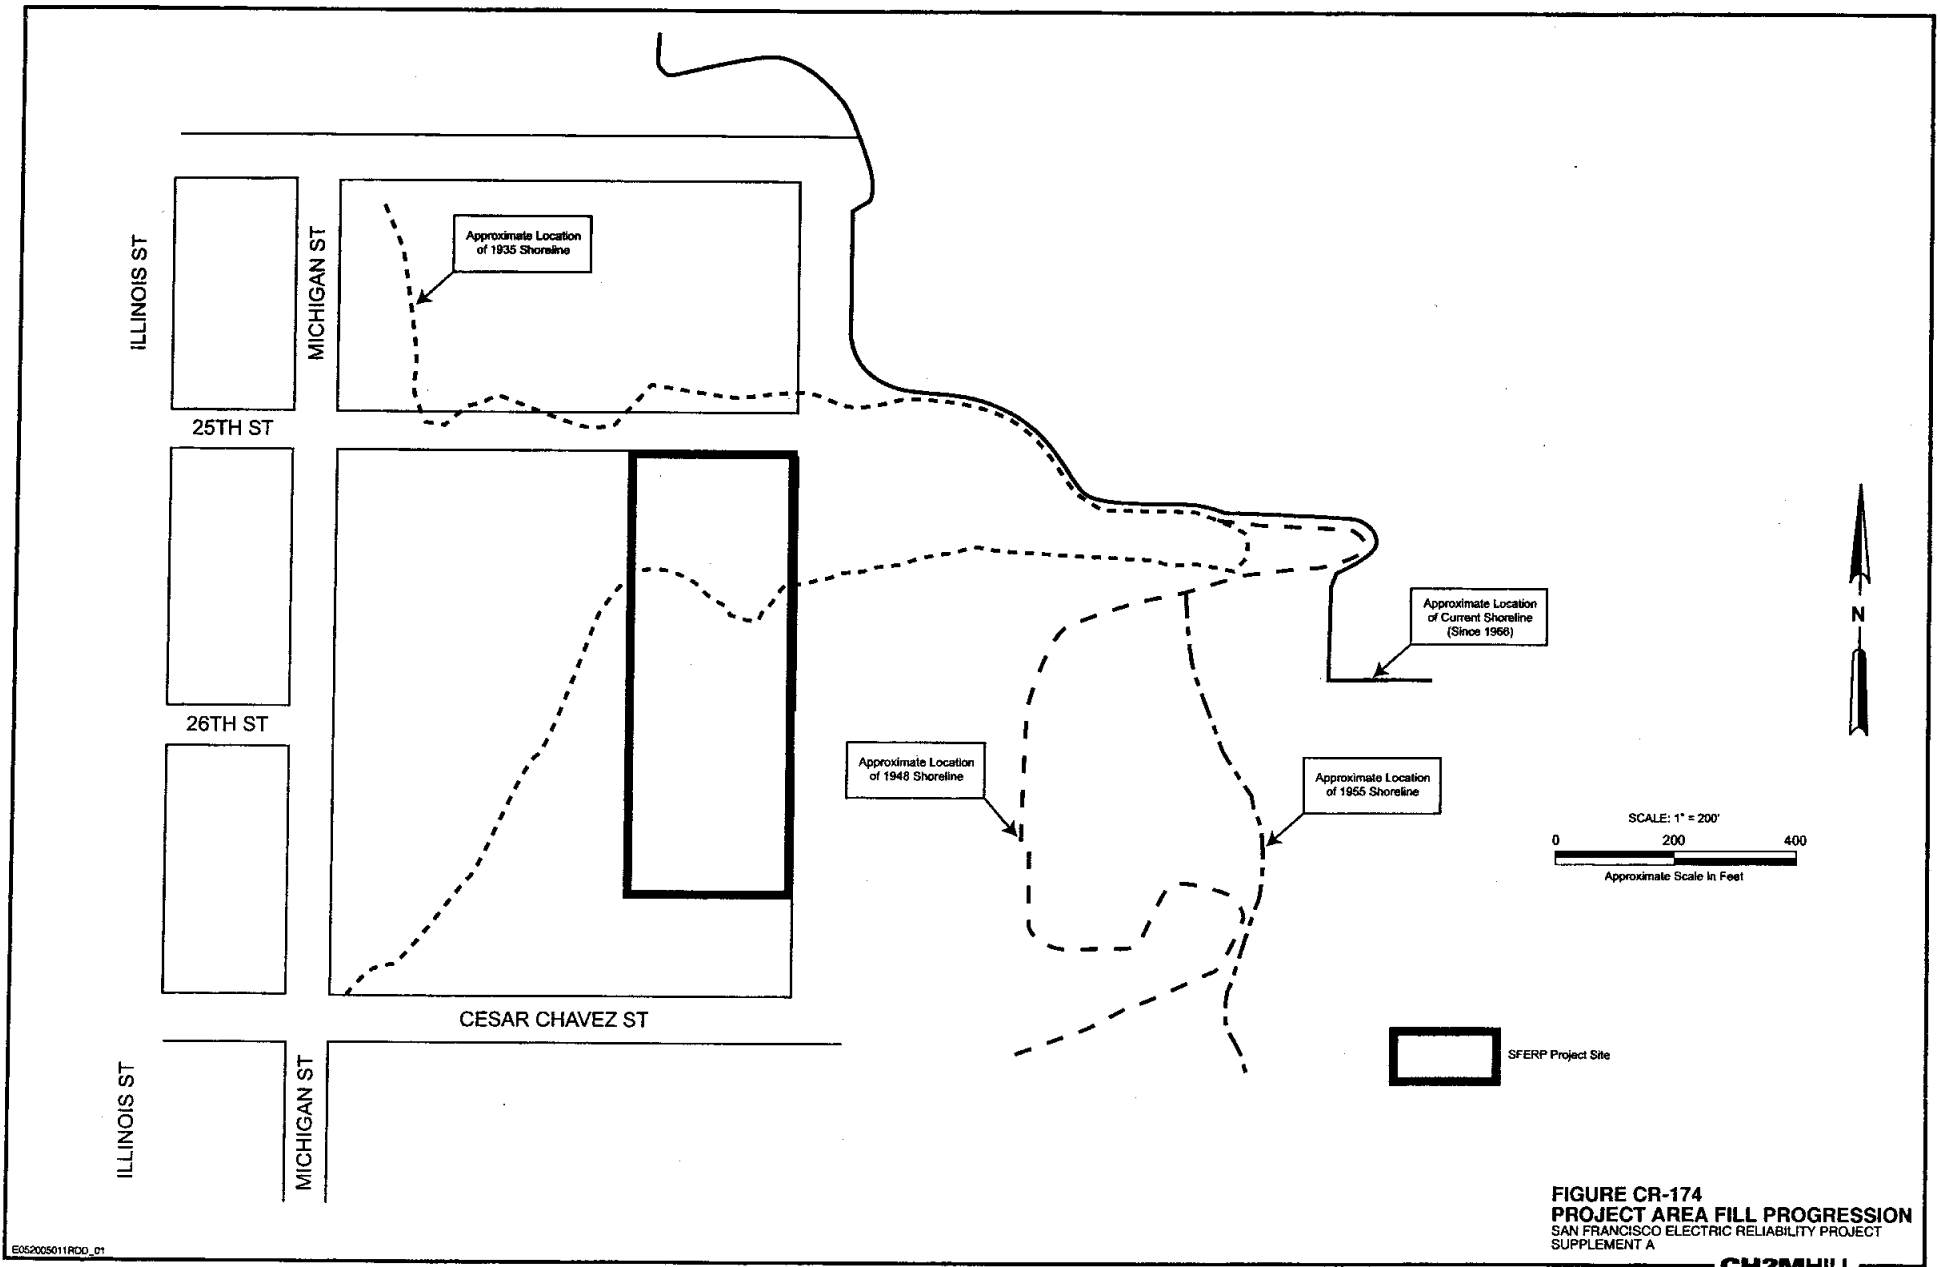 Approximate Location
of 1935 Shoreline
ILLINOIS ST
MICHIGAN ST
25TH ST
26TH ST
Approximate Location
of Current Shoreline
(Since 1966)
N
Approximate Location
of 1948 Shoreline
Approximate Location
of 1955 Shoreline
SCALE: 1" = 200'
0 200 400
Approximate Scale In Feet
CESAR CHAVEZ ST
SFERP Project Site
ILLINOIS ST
MICHIGAN ST
FIGURE CR-174
PROJECT AREA FILL PROGRESSION
SAN FRANCISCO ELECTRIC RELIABILITY PROJECT
SUPPLEMENT A
E052005011RDD_01
CH2MHILL